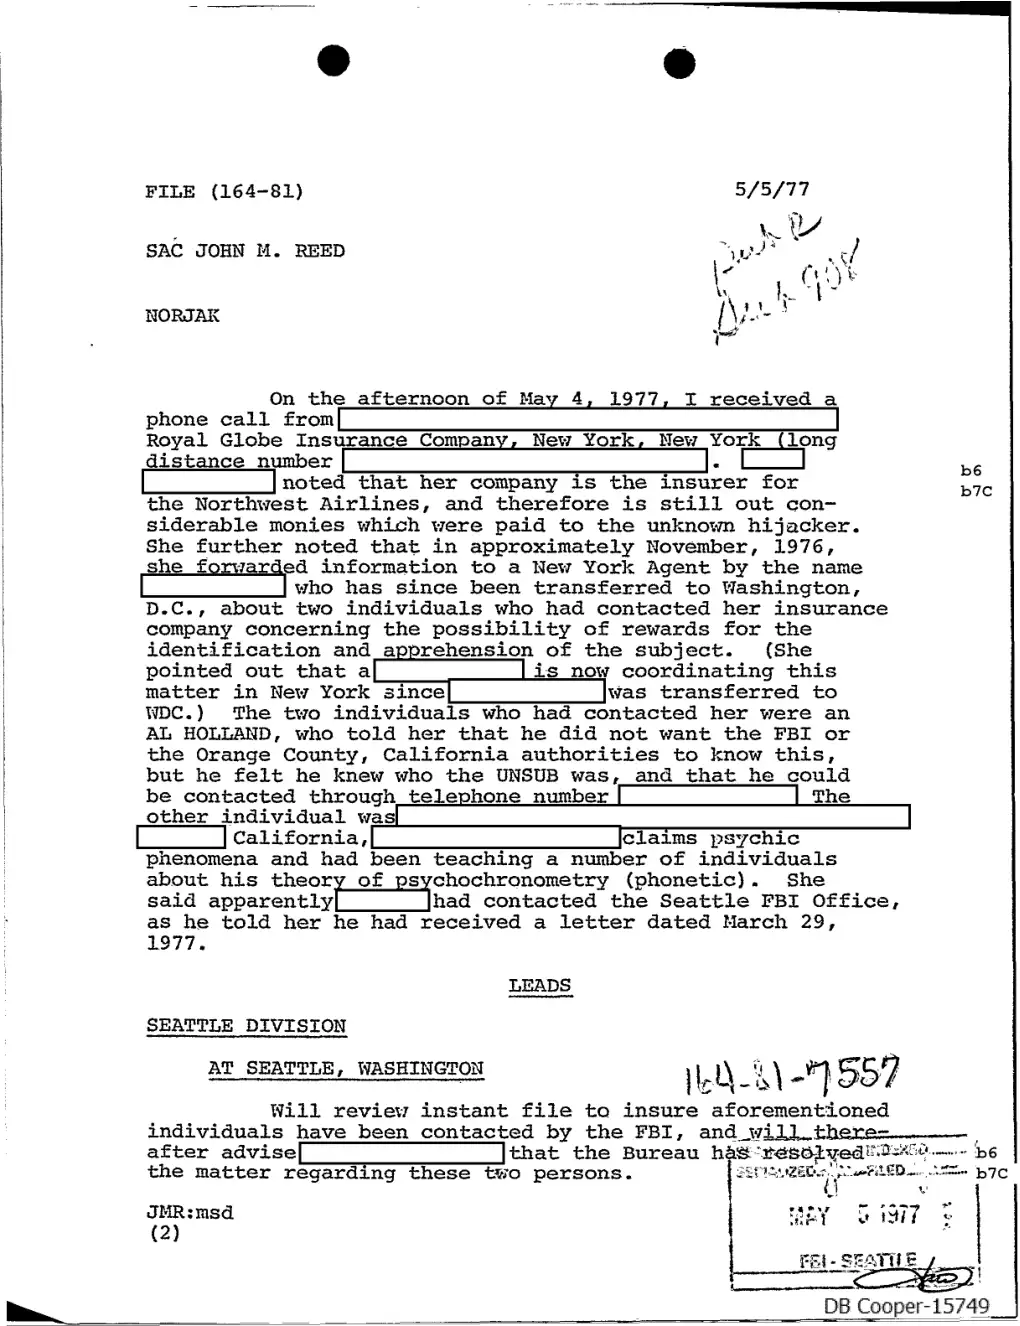 FILE (164-81) 5/5/77
SAC JOHN M. REED
NORJAK
On the afternoon of May 4, 1977, I received a
phone call from
Royal Globe Insurance Company, New York, New York (long
distance number .
noted that her company is the insurer for
b6
b7C
the Northwest Airlines, and therefore is still out con-
siderable monies which were paid to the unknown hijacker.
She further noted that in approximately November, 1976,
she forwarded information to a New York Agent by the name
who has since been transferred to Washington,
D.C., about two individuals who had contacted her insurance
company concerning the possibility of rewards for the
identification and apprehension of the subject. (She
pointed out that a is now coordinating this
matter in New York since was transferred to
WDC.) The two individuals who had contacted her were an
AL HOLLAND, who told her that he did not want the FBI or
the Orange County, California authorities to know this,
but he felt he knew who the UNSUB was, and that he could
be contacted through telephone number The
other individual was
California, claims psychic
phenomena and had been teaching a number of individuals
about his theory of psychochronometry (phonetic). She
said apparently had contacted the Seattle FBI Office,
as he told her he had received a letter dated March 29,
1977.
LEADS
SEATTLE DIVISION
AT SEATTLE, WASHINGTON
164-81-7557
Will review instant file to insure aforementioned
individuals have been contacted by the FBI, and will there-
after advise that the Bureau has resolved
b6
the matter regarding these two persons.
b7C
SERIALIZED FILED
JMR:msd
(2)
MAY 5 1977
FBI - SEATTLE
DB Cooper-15749